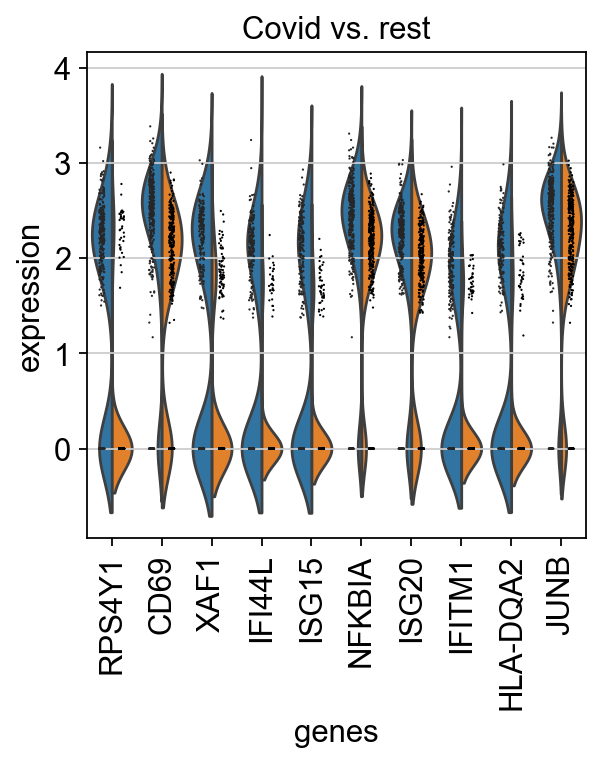 Covid vs. rest
4
3
2
1
0
expression
RPS4Y1
CD69
XAF1
IFI44L
ISG15
NFKBIA
ISG20
IFITM1
HLA-DQA2
JUNB
genes